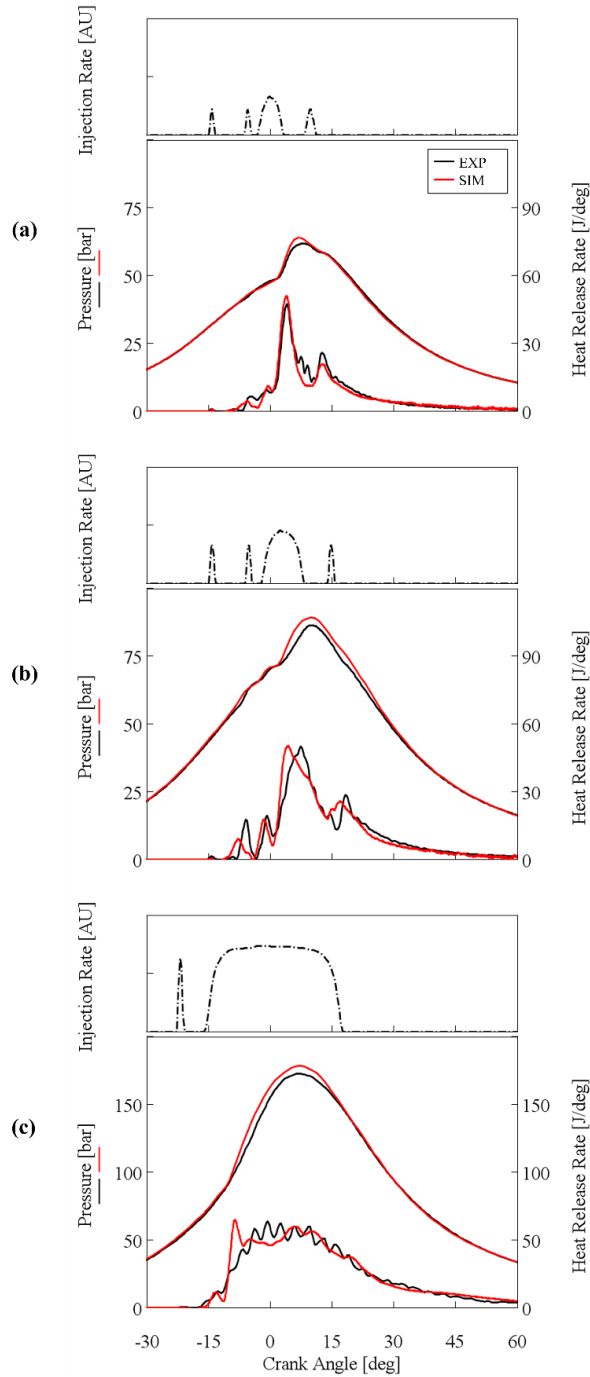 Injection Rate [AU]
EXP
SIM
(a)
Pressure [bar]
75
50
25
0
90
60
30
0
Heat Release Rate [J/deg]
Injection Rate [AU]
(b)
Pressure [bar]
75
50
25
0
90
60
30
0
Heat Release Rate [J/deg]
Injection Rate [AU]
(c)
Pressure [bar]
150
100
50
0
150
100
50
0
Heat Release Rate [J/deg]
-30 -15 0 15 30 45 60
Crank Angle [deg]